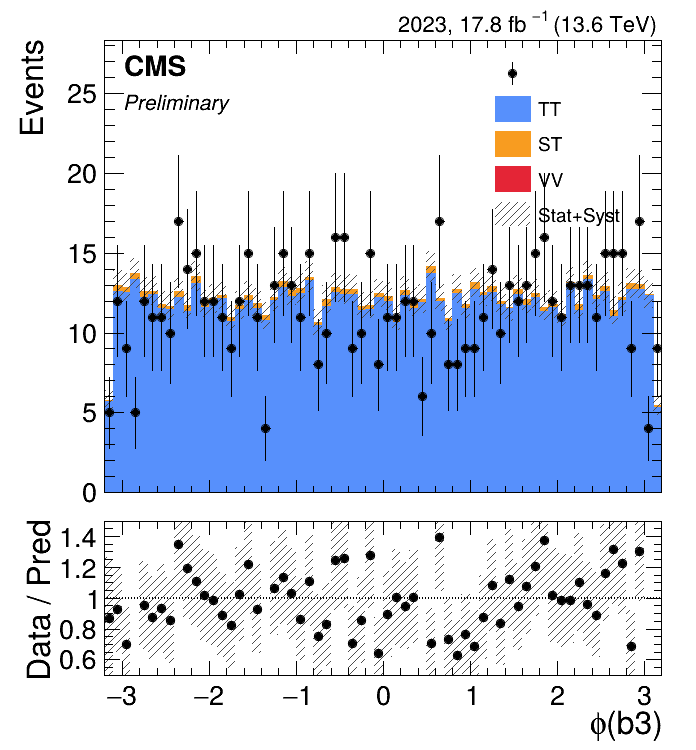 2023, 17.8 fb⁻¹ (13.6 TeV)
CMS
Preliminary
TT
ST
VV
Stat+Syst
Events
25
20
15
10
5
0
Data / Pred
1.4
1.2
1
0.8
0.6
−3 −2 −1 0 1 2 3
ϕ(b3)